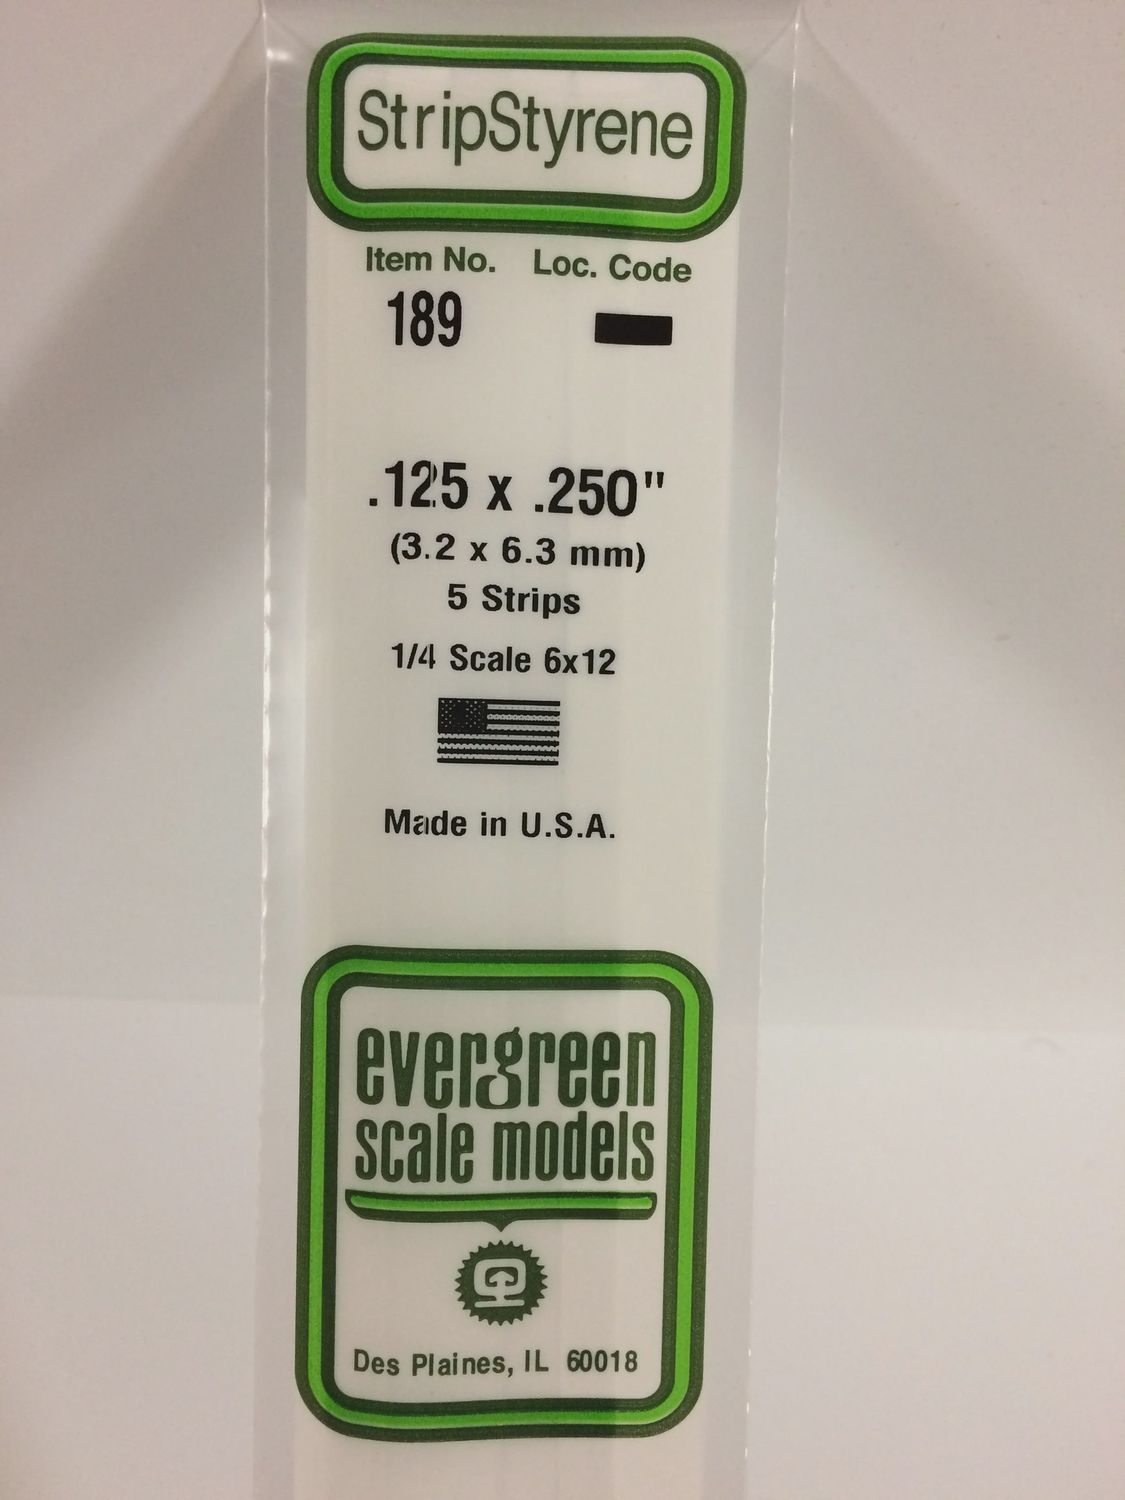 StripStyrene
Item No. Loc. Code
189
.125 x .250"
(3.2 x 6.3 mm)
5 Strips
1/4 Scale 6x12
Made in U.S.A.
evergreen
scale models
Des Plaines, IL 60018